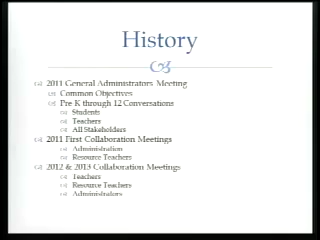 History
2011 General Administrators Meeting
Common Objectives
Pre K through 12 Conversations
Students
Teachers
All Stakeholders
2011 First Collaboration Meetings
Administration
Resource Teachers
2012 & 2013 Collaboration Meetings
Teachers
Resource Teachers
Administrators